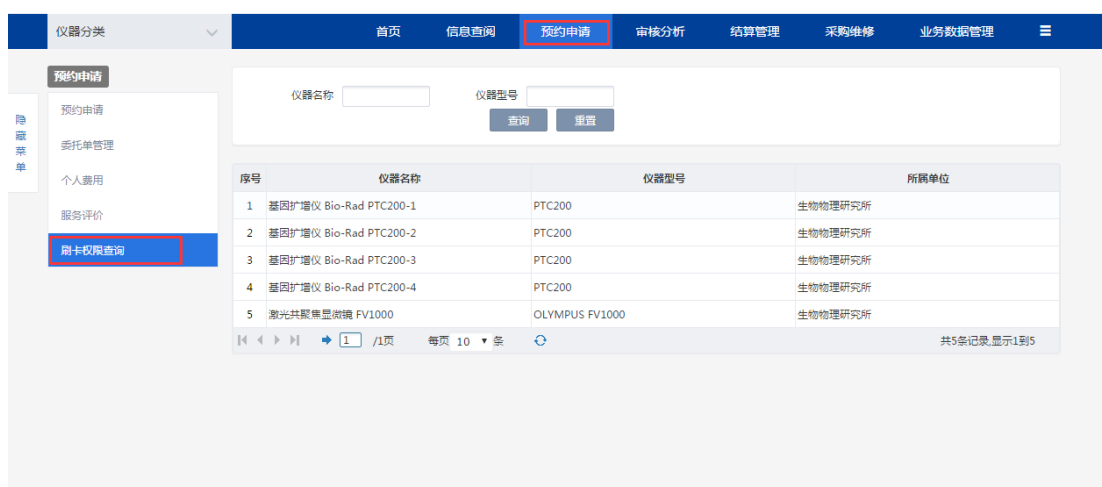 仪器分类 首页 信息查阅 预约申请 审核分析 结算管理 采购维修 业务数据管理
预约申请
预约申请
委托单管理
个人费用
服务评价
刷卡权限查询
隐藏菜单
仪器名称 仪器型号
查询 重置
序号 仪器名称 仪器型号 所属单位
1 基因扩增仪 Bio-Rad PTC200-1 PTC200 生物物理研究所
2 基因扩增仪 Bio-Rad PTC200-2 PTC200 生物物理研究所
3 基因扩增仪 Bio-Rad PTC200-3 PTC200 生物物理研究所
4 基因扩增仪 Bio-Rad PTC200-4 PTC200 生物物理研究所
5 激光共聚焦显微镜 FV1000 OLYMPUS FV1000 生物物理研究所
1 /1页 每页 10 条 共5条记录,显示1到5